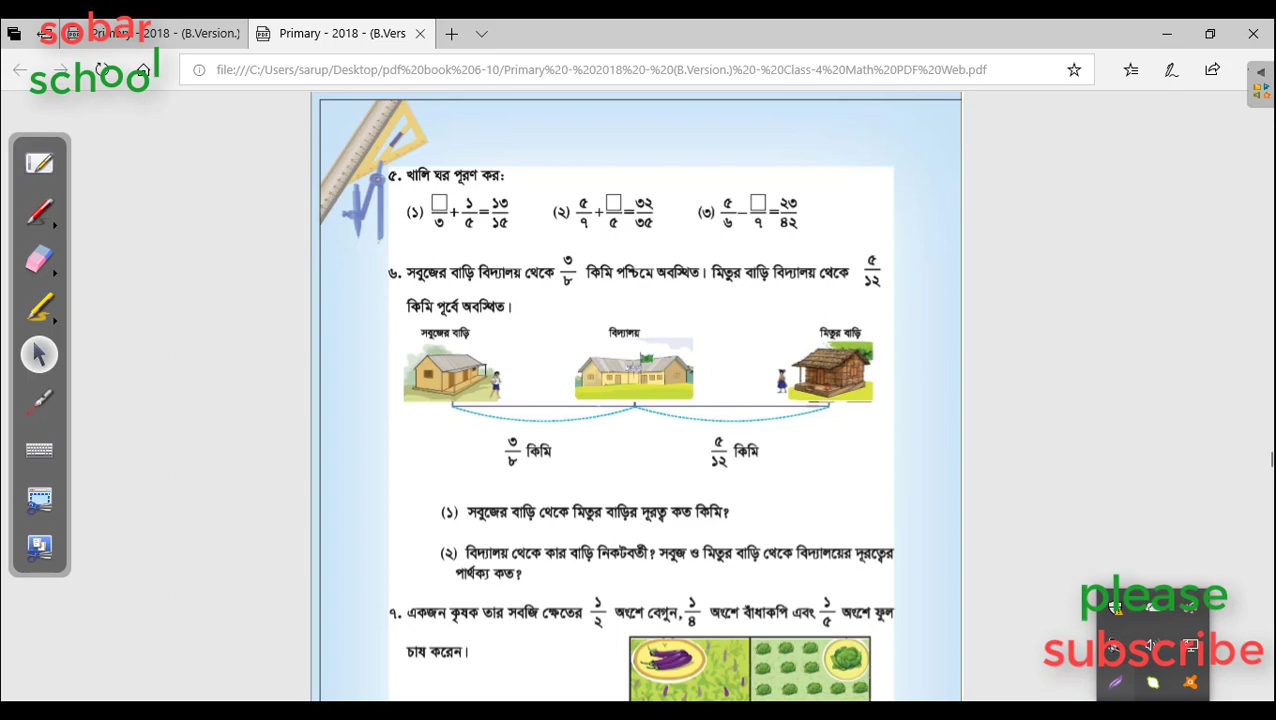 sobar
school
Primary - 2018 - (B.Version.)
Primary - 2018 - (B.Vers
file:///C:/Users/sarup/Desktop/pdf%20book%206-10/Primary%20-%202018%20-%20(B.Version.)%20-%20Class-4%20Math%20PDF%20Web.pdf
৫. খালি ঘর পূরণ কর:
(১) □/৩ + ১/৫ = ১৩/১৫ (২) ৫/৭ + □/৫ = ৩২/৩৫ (৩) ৫/৬ – □/৭ = ২৩/৪২
৬. সবুজের বাড়ি বিদ্যালয় থেকে ৩/৮ কিমি পশ্চিমে অবস্থিত। মিতুর বাড়ি বিদ্যালয় থেকে ৫/১২
কিমি পূর্বে অবস্থিত।
সবুজের বাড়ি বিদ্যালয় মিতুর বাড়ি
৩/৮ কিমি ৫/১২ কিমি
(১) সবুজের বাড়ি থেকে মিতুর বাড়ির দূরত্ব কত কিমি?
(২) বিদ্যালয় থেকে কার বাড়ি নিকটবর্তী? সবুজ ও মিতুর বাড়ি থেকে বিদ্যালয়ের দূরত্বের
পার্থক্য কত?
৭. একজন কৃষক তার সবজি ক্ষেতের ১/২ অংশে বেগুন, ১/৪ অংশে বাঁধাকপি এবং ১/৫ অংশে ফুল
চাষ করেন।
please
subscribe